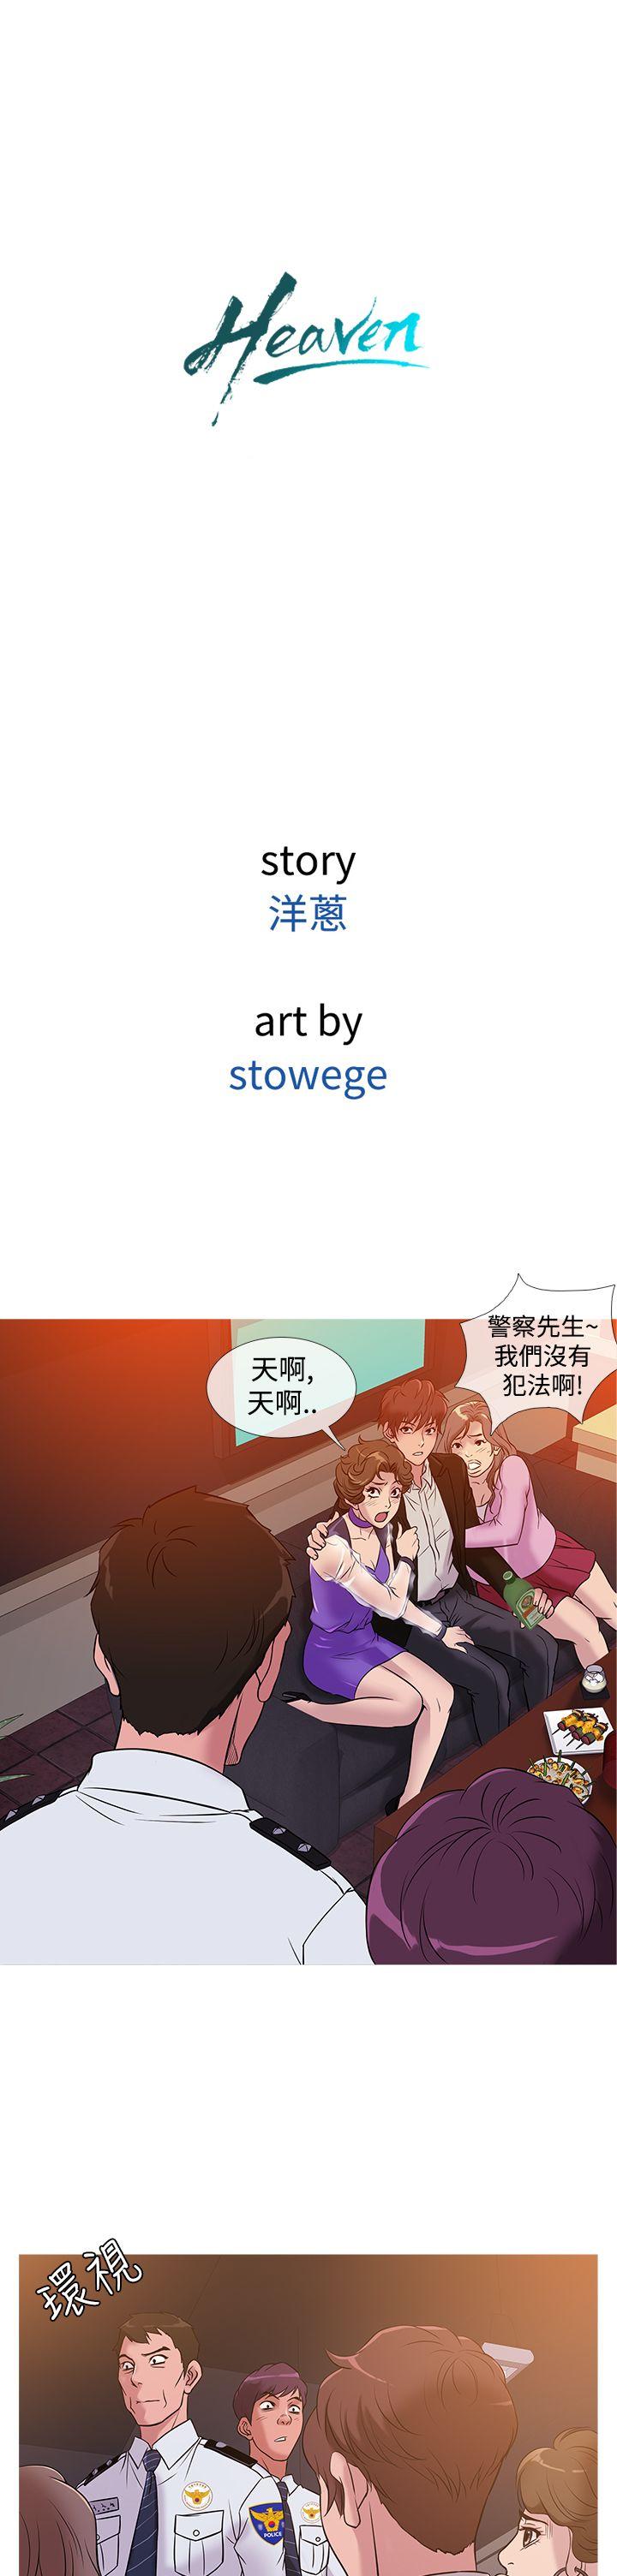 Heaven
story
洋蔥
art by
stowege
警察先生~
我們沒有
犯法啊!
天啊,
天啊..
環視
POLICE